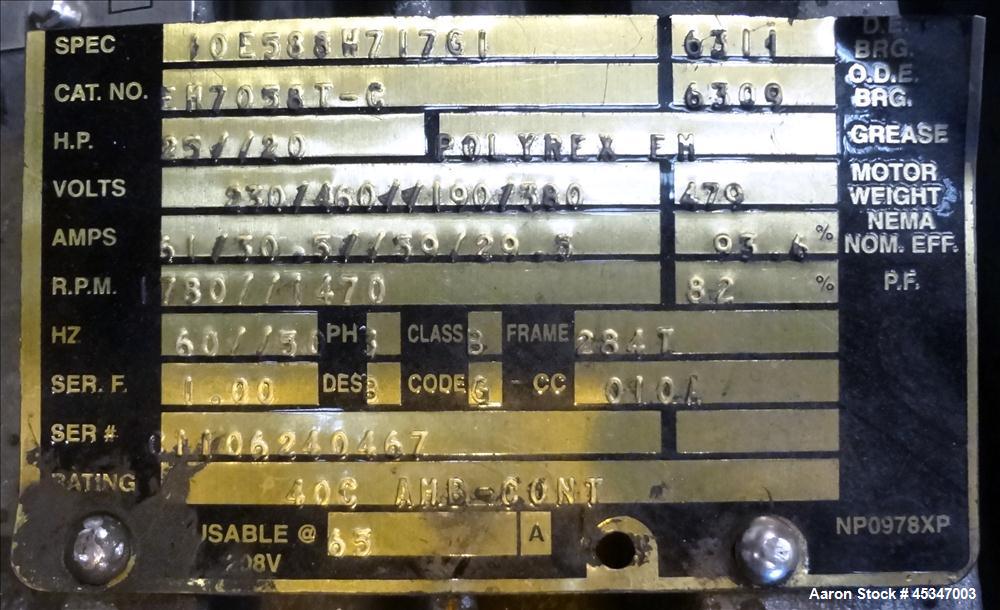 SPEC 10E588H717G1 6311 D.E. BRG.
CAT. NO. EM7038T-C 6309 O.D.E. BRG.
H.P. 25//20 POLYREX EM GREASE
VOLTS 230/460//190/380 479 MOTOR WEIGHT
AMPS 61/30.5//59/29.5 93.6 % NEMA NOM. EFF.
R.P.M. 1780//1470 82 % P.F.
HZ 60//50 PH 3 CLASS B FRAME 284T
SER. F. 1.00 DES B CODE G CC 010A
SER # 11106240467
RATING 40C AMB-CONT
USABLE @ 208V 65 A
NP0978XP
Aaron Stock # 45347003